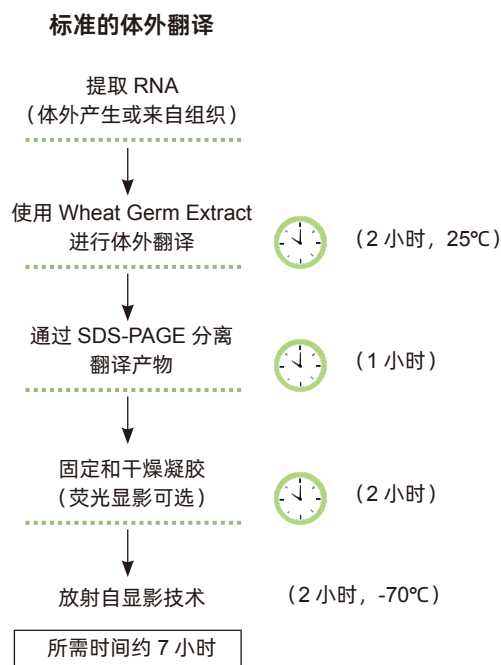 标准的体外翻译
提取 RNA
（体外产生或来自组织）
使用 Wheat Germ Extract
进行体外翻译
（2 小时，25℃）
通过 SDS-PAGE 分离
翻译产物
（1 小时）
固定和干燥凝胶
（荧光显影可选）
（2 小时）
放射自显影技术
（2 小时，-70℃）
所需时间约 7 小时